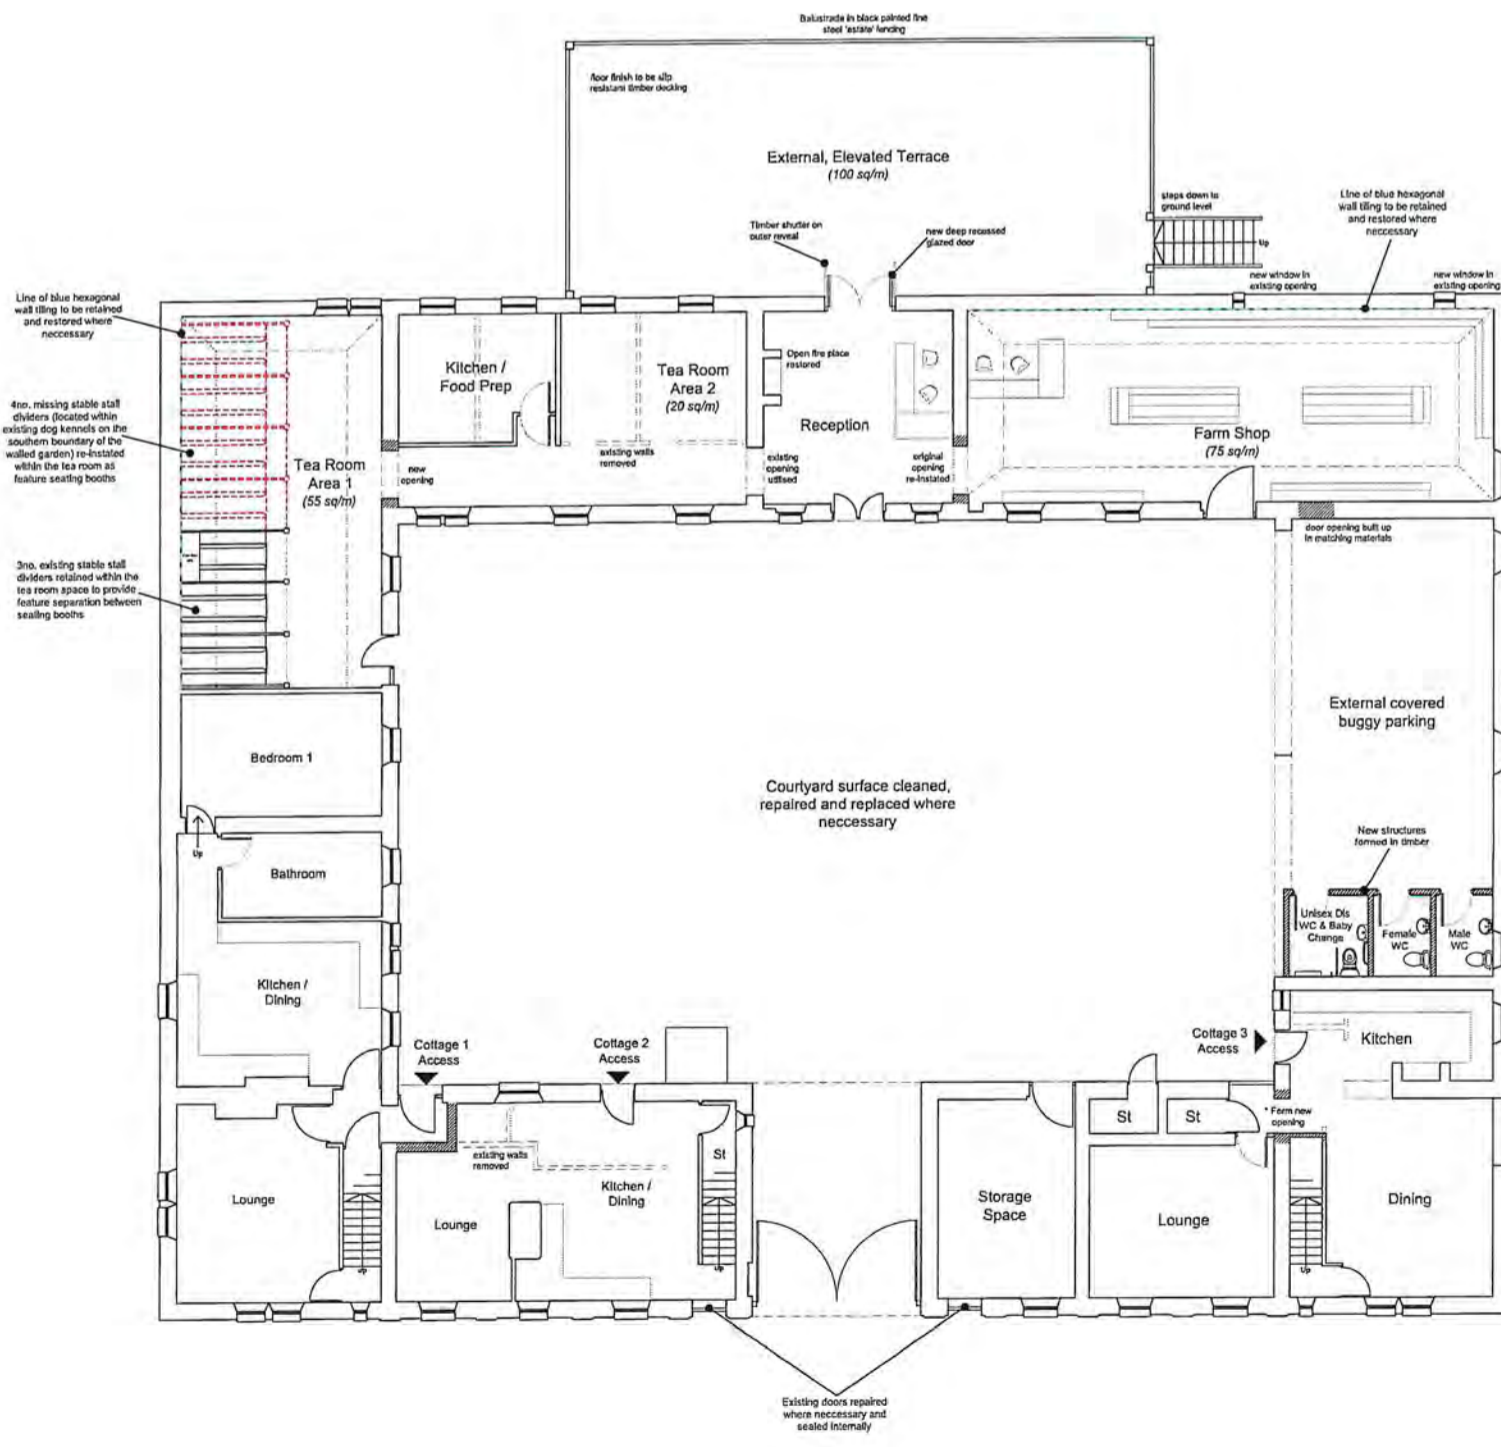 Balustrade in black painted fine
steel 'estate' fencing
floor finish to be slip
resistant timber decking
External, Elevated Terrace
(100 sq/m)
steps down to
ground level
Line of blue hexagonal
wall tiling to be retained
and restored where
neccessary
Timber shutter on
outer reveal
new deep recessed
glazed door
Up
new window in
existing opening
new window in
existing opening
Line of blue hexagonal
wall tiling to be retained
and restored where
neccessary
Kitchen /
Food Prep
Tea Room
Area 2
(20 sq/m)
Open fire place
restored
Reception
Farm Shop
(75 sq/m)
4no. missing stable stall
dividers (located within
existing dog kennels on the
southern boundary of the
walled garden) re-instated
within the tea room as
feature seating booths
Tea Room
Area 1
(55 sq/m)
new
opening
existing walls
removed
existing
opening
utilised
original
opening
re-instated
door opening built up
in matching materials
3no. existing stable stall
dividers retained within the
tea room space to provide
feature separation between
seating booths
External covered
buggy parking
Bedroom 1
Courtyard surface cleaned,
repaired and replaced where
neccessary
Up
Bathroom
New structures
formed in timber
Unisex Dis
WC & Baby
Change
Female
WC
Male
WC
Kitchen /
Dining
Cottage 1
Access
Cottage 2
Access
Cottage 3
Access
Kitchen
St
St
* Form new
opening
existing walls
removed
St
Lounge
Lounge
Kitchen /
Dining
Storage
Space
Lounge
Dining
Up
Up
Up
Existing doors repaired
where neccessary and
sealed internally